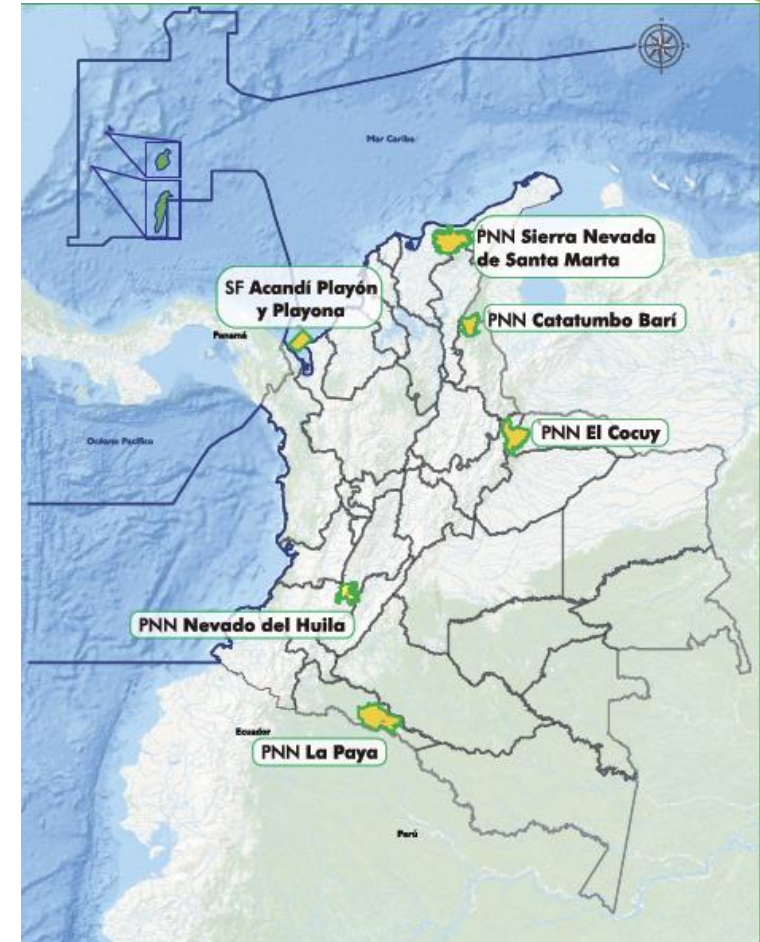 Mar Caribe
PNN Sierra Nevada
de Santa Marta
SF Acandí Playón
y Playona
Panamá
PNN Catatumbo Barí
Océano Pacífico
PNN El Cocuy
PNN Nevado del Huila
Ecuador
PNN La Paya
Perú